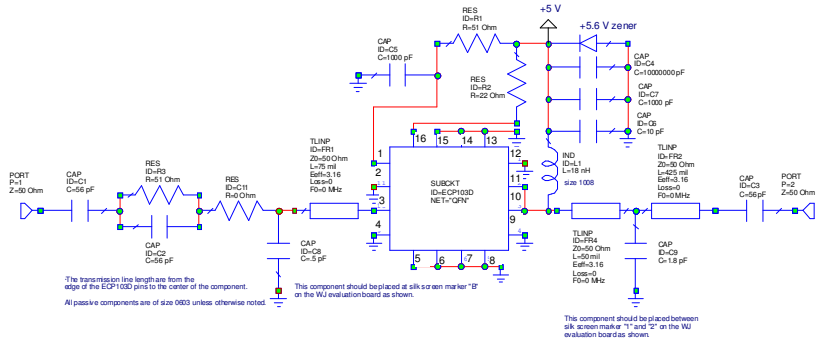 +5 V
+5.6 V zener
RES
ID=R1
R=51 Ohm
CAP
ID=C5
C=1000 pF
RES
ID=R2
R=22 Ohm
CAP
ID=C4
C=10000000 pF
CAP
ID=C7
C=1000 pF
CAP
ID=C6
C=10 pF
16
15
14
13
1
2
3
4
12
11
10
9
5
6
7
8
SUBCKT
ID=ECP103D
NET="QFN"
IND
ID=L1
L=18 nH
size 1008
PORT
P=1
Z=50 Ohm
CAP
ID=C1
C=56 pF
RES
ID=R3
R=51 Ohm
CAP
ID=C2
C=56 pF
RES
ID=C11
R=0 Ohm
TLINP
ID=FR1
Z0=50 Ohm
L=75 mil
Eeff=3.16
Loss=0
F0=0 MHz
CAP
ID=C8
C=.5 pF
TLINP
ID=FR4
Z0=50 Ohm
L=50 mil
Eeff=3.16
Loss=0
F0=0 MHz
TLINP
ID=FR2
Z0=50 Ohm
L=425 mil
Eeff=3.16
Loss=0
F0=0 MHz
CAP
ID=C9
C=1.8 pF
CAP
ID=C3
C=56pF
PORT
P=2
Z=50 Ohm
-The transmission line length are from the
edge of the ECP103D pins to the center of the component.
All passive components are of size 0603 unless otherwise noted.
This component should be placed at silk screen marker "B"
on the WJ evaluation board as shown.
This component should be placed between
silk screen marker "1" and "2" on the WJ
evaluation board as shown.